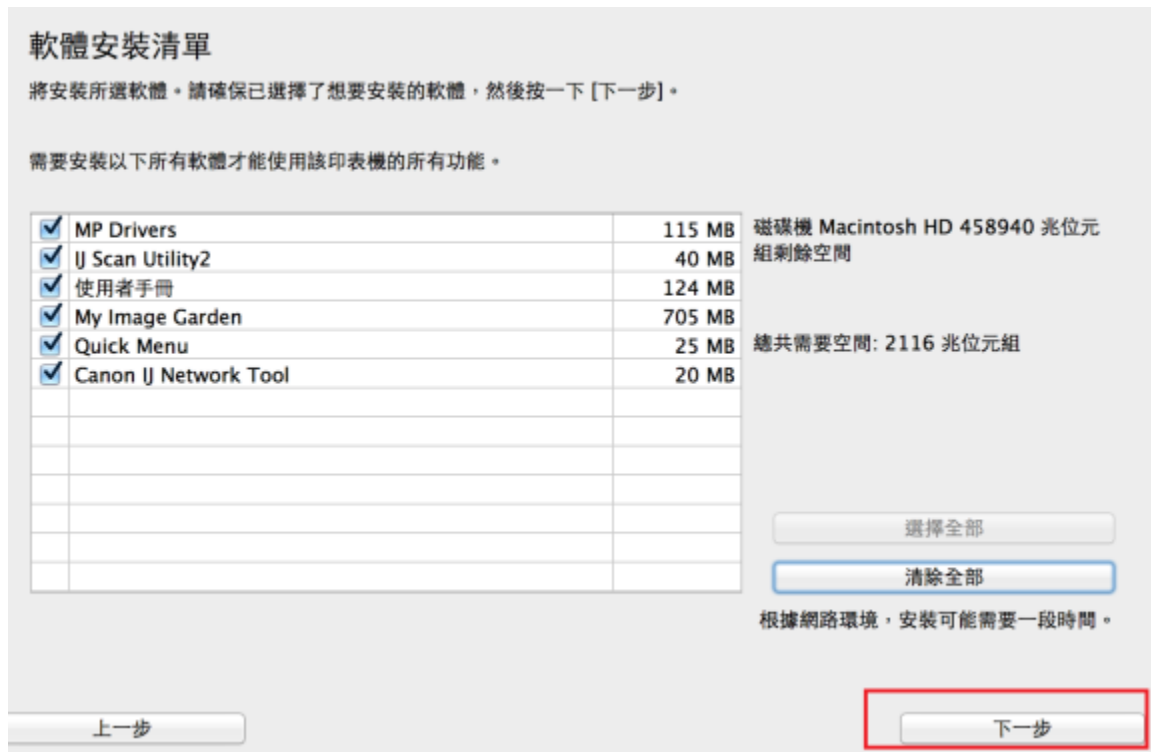 軟體安裝清單
將安裝所選軟體。請確保已選擇了想要安裝的軟體，然後按一下 [下一步]。
需要安裝以下所有軟體才能使用該印表機的所有功能。
MP Drivers 115 MB
IJ Scan Utility2 40 MB
使用者手冊 124 MB
My Image Garden 705 MB
Quick Menu 25 MB
Canon IJ Network Tool 20 MB
磁碟機 Macintosh HD 458940 兆位元
組剩餘空間
總共需要空間: 2116 兆位元組
選擇全部
清除全部
根據網路環境，安裝可能需要一段時間。
上一步
下一步